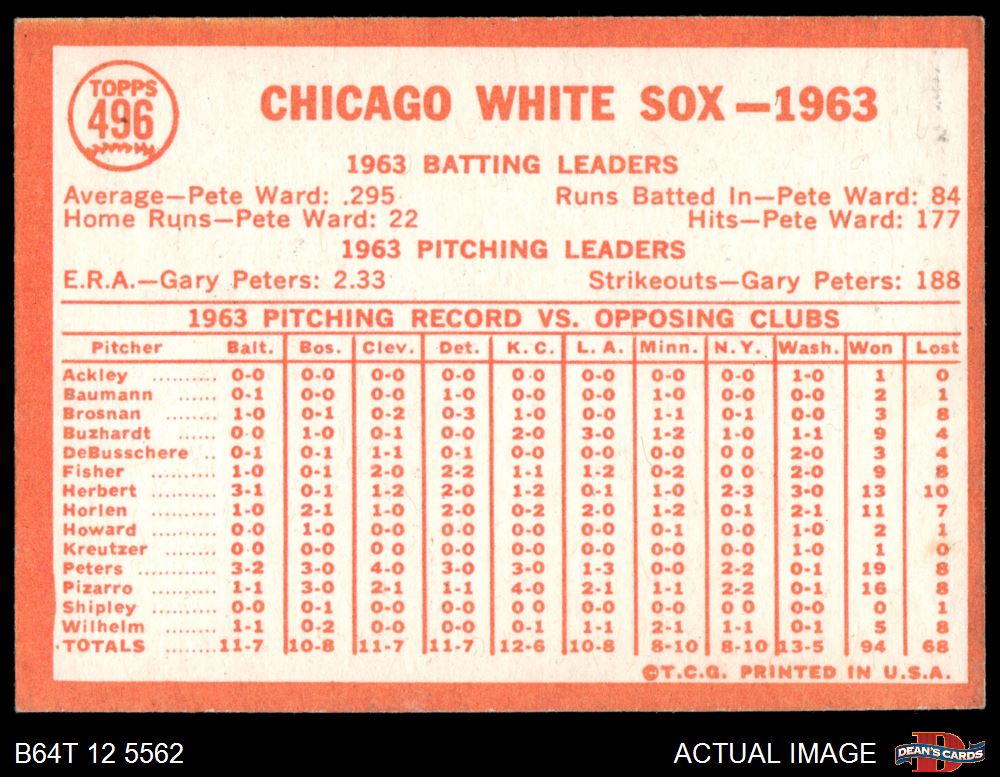 TOPPS
496
CHICAGO WHITE SOX—1963
1963 BATTING LEADERS
Average—Pete Ward: .295 Runs Batted In—Pete Ward: 84
Home Runs—Pete Ward: 22 Hits—Pete Ward: 177
1963 PITCHING LEADERS
E.R.A.—Gary Peters: 2.33 Strikeouts—Gary Peters: 188
1963 PITCHING RECORD VS. OPPOSING CLUBS
Pitcher Balt. Bos. Clev. Det. K. C. L. A. Minn. N. Y. Wash. Won Lost
Ackley .......... 0-0 0-0 0-0 0-0 0-0 0-0 0-0 0-0 1-0 1 0
Baumann ...... 0-1 0-0 0-0 1-0 0-0 0-0 1-0 0-0 0-0 2 1
Brosnan .......... 1-0 0-1 0-2 0-3 1-0 0-0 1-1 0-1 0-0 3 8
Buzhardt ...... 0-0 1-0 0-1 0-0 2-0 3-0 1-2 1-0 1-1 9 4
DeBusschere .. 0-1 0-1 1-1 0-1 0-0 0-0 0-0 0 0 2-0 3 4
Fisher .......... 1-0 0-1 2-0 2-2 1-1 1-2 0-2 0 0 2-0 9 8
Herbert .......... 3-1 0-1 1-2 2-0 1-2 0-1 1-0 2-3 3-0 13 10
Horlen .......... 1-0 2-1 1-0 2-0 0-2 2-0 1-2 0-1 2-1 11 7
Howard .......... 0-0 1-0 0-0 0-0 0-0 0-0 0-1 0-0 1-0 2 1
Kreutzer ........ 0-0 0-0 0 0 0-0 0-0 0-0 0-0 0-0 1-0 1 0
Peters ............ 3-2 3-0 4-0 3-0 3-0 1-3 0-0 2-2 0-1 19 8
Pizarro .......... 1-1 3-0 2-1 1-1 4-0 2-1 1-1 2-2 0-1 16 8
Shipley .......... 0-0 0-1 0-0 0-0 0 0 0-0 0-0 0-0 0-0 0 1
Wilhelm ........ 1-1 0-2 0-0 0-0 0-1 1-1 2-1 1-1 0-1 5 8
TOTALS ........ 11-7 10-8 11-7 11-7 12-6 10-8 8-10 8-10 13-5 94 68
©T.C.G. PRINTED IN U.S.A.
B64T 12 5562 ACTUAL IMAGE DEAN'S CARDS